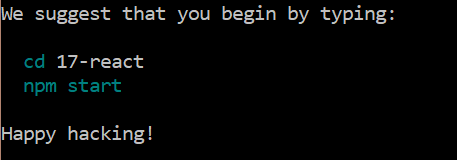 We suggest that you begin by typing:
cd 17-react
npm start
Happy hacking!